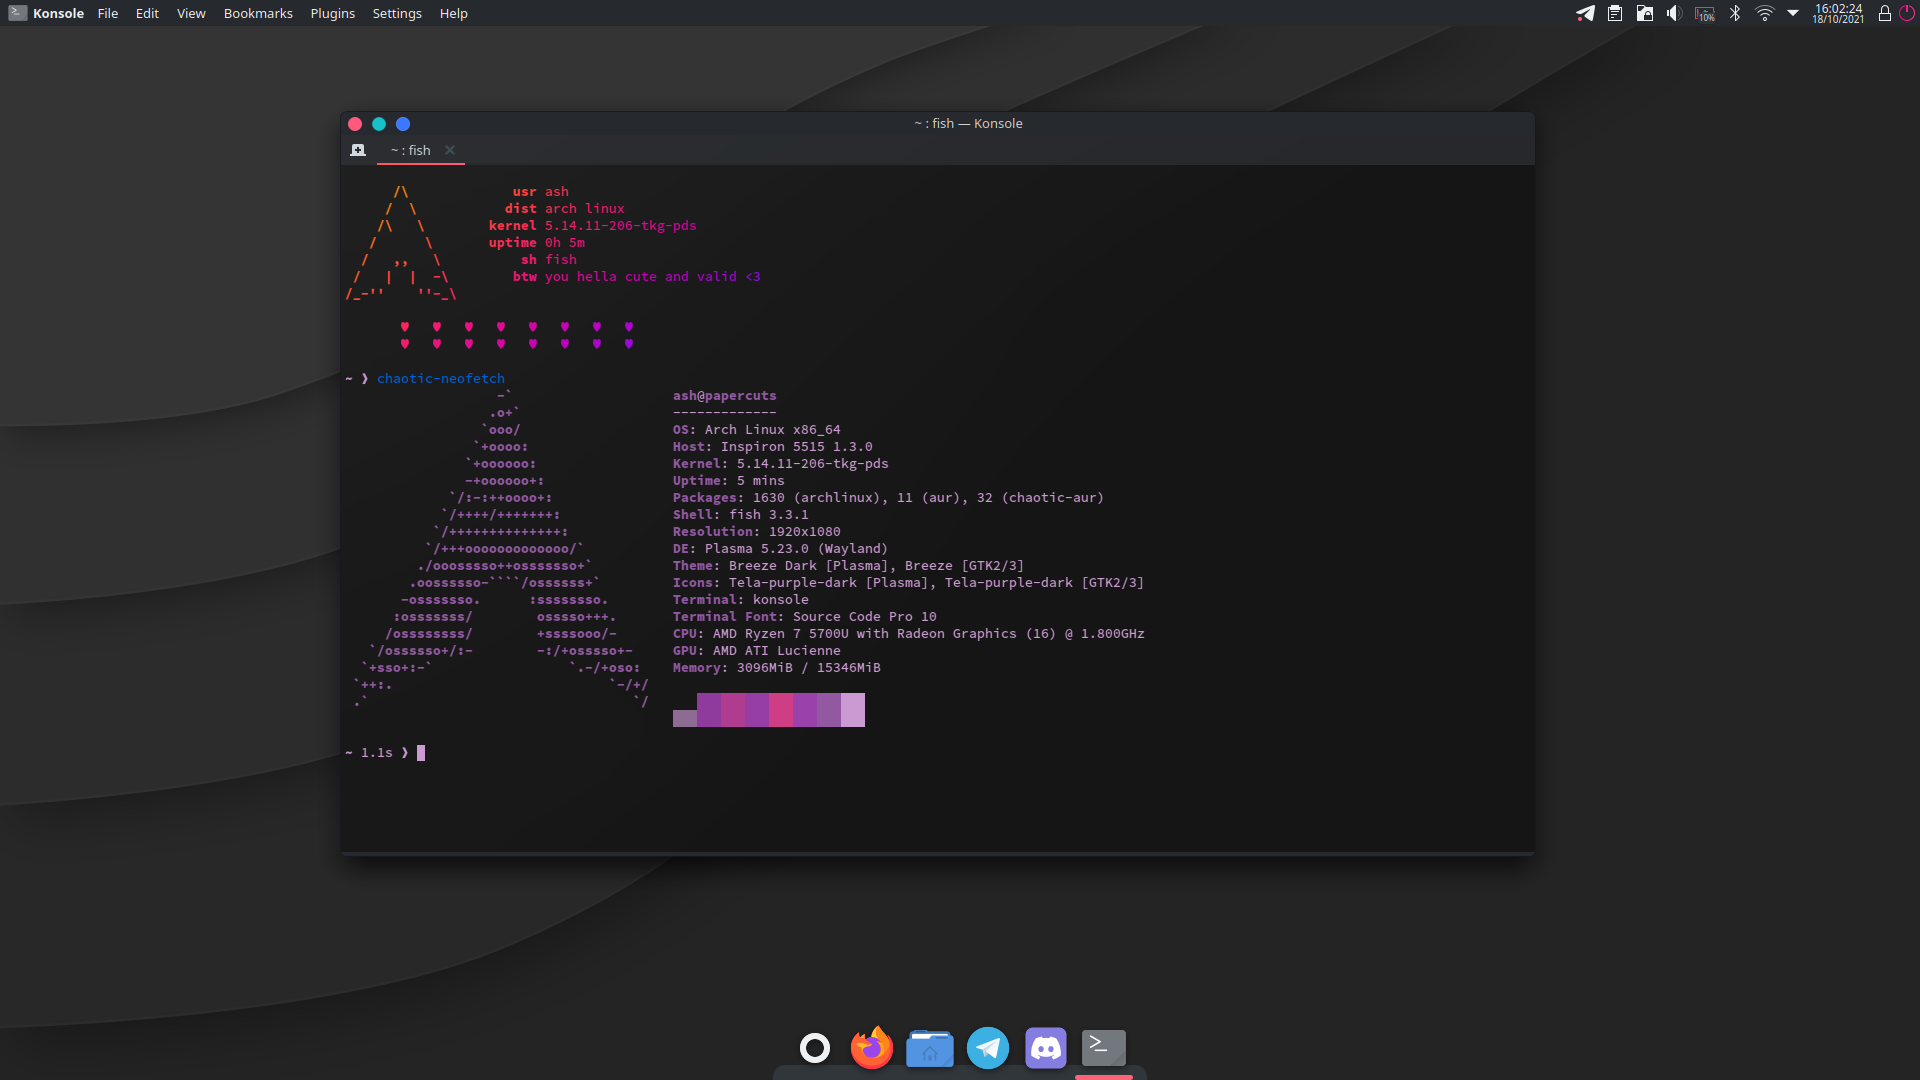 Konsole File Edit View Bookmarks Plugins Settings Help
10%
16:02:24
18/10/2021
~ : fish — Konsole
~ : fish
usr ash
dist arch linux
kernel 5.14.11-206-tkg-pds
uptime 0h 5m
sh fish
btw you hella cute and valid <3
~ ❯ chaotic-neofetch
ash@papercuts
-------------
OS: Arch Linux x86_64
Host: Inspiron 5515 1.3.0
Kernel: 5.14.11-206-tkg-pds
Uptime: 5 mins
Packages: 1630 (archlinux), 11 (aur), 32 (chaotic-aur)
Shell: fish 3.3.1
Resolution: 1920x1080
DE: Plasma 5.23.0 (Wayland)
Theme: Breeze Dark [Plasma], Breeze [GTK2/3]
Icons: Tela-purple-dark [Plasma], Tela-purple-dark [GTK2/3]
Terminal: konsole
Terminal Font: Source Code Pro 10
CPU: AMD Ryzen 7 5700U with Radeon Graphics (16) @ 1.800GHz
GPU: AMD ATI Lucienne
Memory: 3096MiB / 15346MiB
~ 1.1s ❯